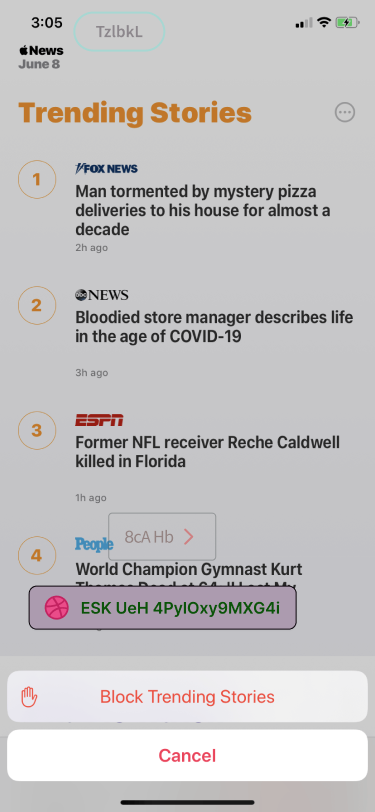 3:05
TzlbkL
News
June 8
Trending Stories
1
FOX NEWS
Man tormented by mystery pizza
deliveries to his house for almost a
decade
2h ago
2
abc NEWS
Bloodied store manager describes life
in the age of COVID-19
3h ago
3
ESPN
Former NFL receiver Reche Caldwell
killed in Florida
1h ago
8cA Hb
4
People
World Champion Gymnast Kurt
ESK UeH 4PylOxy9MXG4i
Block Trending Stories
Cancel